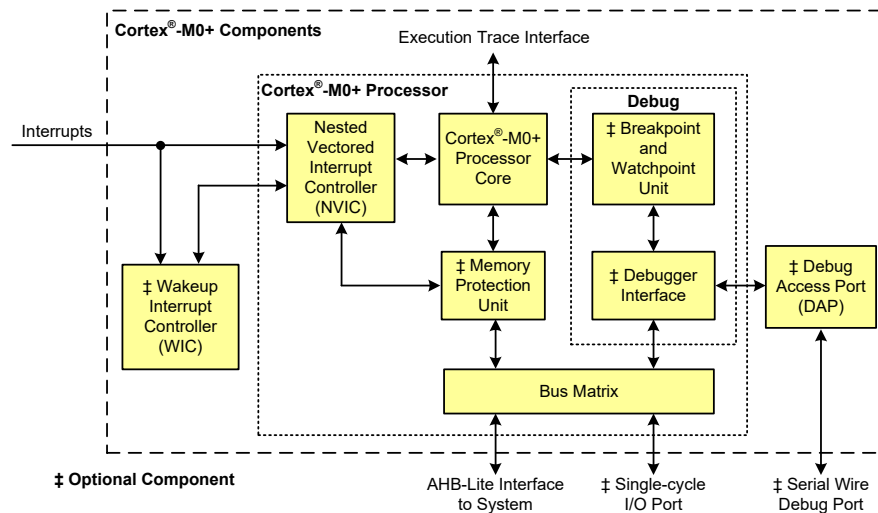 Cortex®-M0+ Components
Execution Trace Interface
Cortex®-M0+ Processor
Debug
Interrupts
Nested
Vectored
Interrupt
Controller
(NVIC)
Cortex®-M0+
Processor
Core
‡ Breakpoint
and
Watchpoint
Unit
‡ Wakeup
Interrupt
Controller
(WIC)
‡ Memory
Protection
Unit
‡ Debugger
Interface
‡ Debug
Access Port
(DAP)
Bus Matrix
‡ Optional Component
AHB-Lite Interface
to System
‡ Single-cycle
I/O Port
‡ Serial Wire
Debug Port